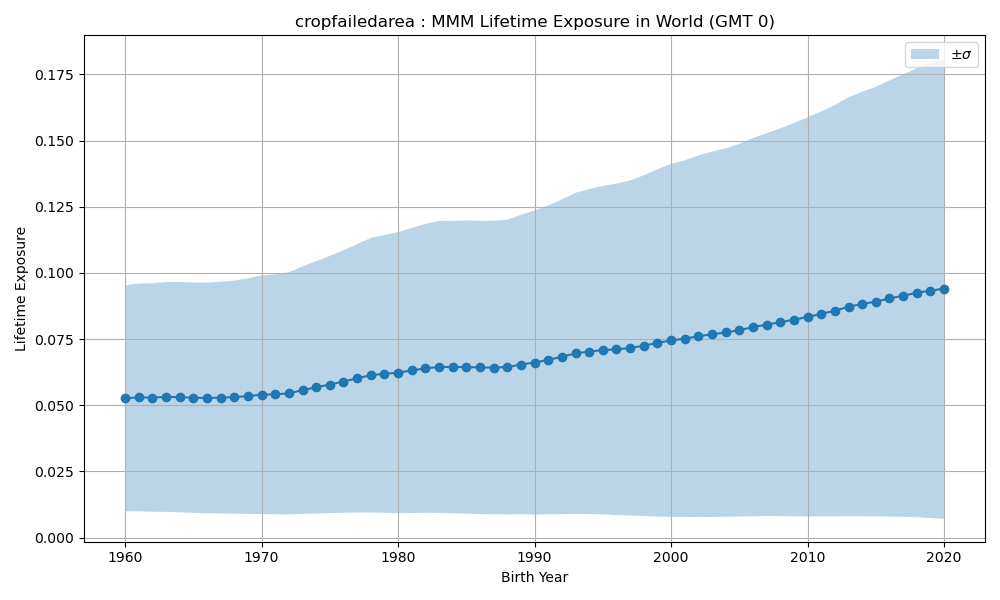 cropfailedarea : MMM Lifetime Exposure in World (GMT 0)
±σ
0.175
0.150
0.125
0.100
0.075
0.050
0.025
0.000
Lifetime Exposure
1960 1970 1980 1990 2000 2010 2020
Birth Year